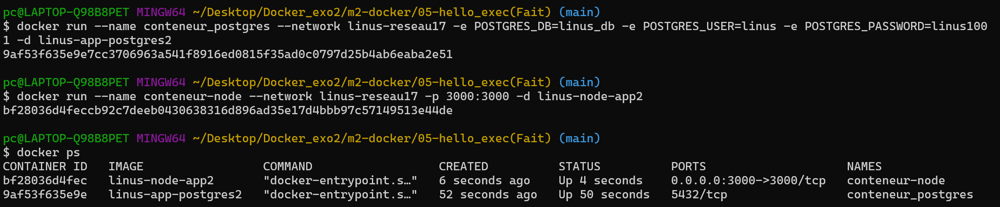 pc@LAPTOP-Q98B8PET MINGW64 ~/Desktop/Docker_exo2/m2-docker/05-hello_exec(Fait) (main)
$ docker run --name conteneur_postgres --network linus-reseau17 -e POSTGRES_DB=linus_db -e POSTGRES_USER=linus -e POSTGRES_PASSWORD=linus100
1 -d linus-app-postgres2
9af53f635e9e7cc3706963a541f8916ed0815f35ad0c0797d25b4ab6eaba2e51
pc@LAPTOP-Q98B8PET MINGW64 ~/Desktop/Docker_exo2/m2-docker/05-hello_exec(Fait) (main)
$ docker run --name conteneur-node --network linus-reseau17 -p 3000:3000 -d linus-node-app2
bf28036d4feccb92c7deeb0430638316d896ad35e17d4bbb97c57149513e44de
pc@LAPTOP-Q98B8PET MINGW64 ~/Desktop/Docker_exo2/m2-docker/05-hello_exec(Fait) (main)
$ docker ps
CONTAINER ID   IMAGE                 COMMAND                  CREATED          STATUS          PORTS                    NAMES
bf28036d4fec   linus-node-app2       "docker-entrypoint.s…"   6 seconds ago    Up 4 seconds    0.0.0.0:3000->3000/tcp   conteneur-node
9af53f635e9e   linus-app-postgres2   "docker-entrypoint.s…"   52 seconds ago   Up 50 seconds   5432/tcp                 conteneur_postgres